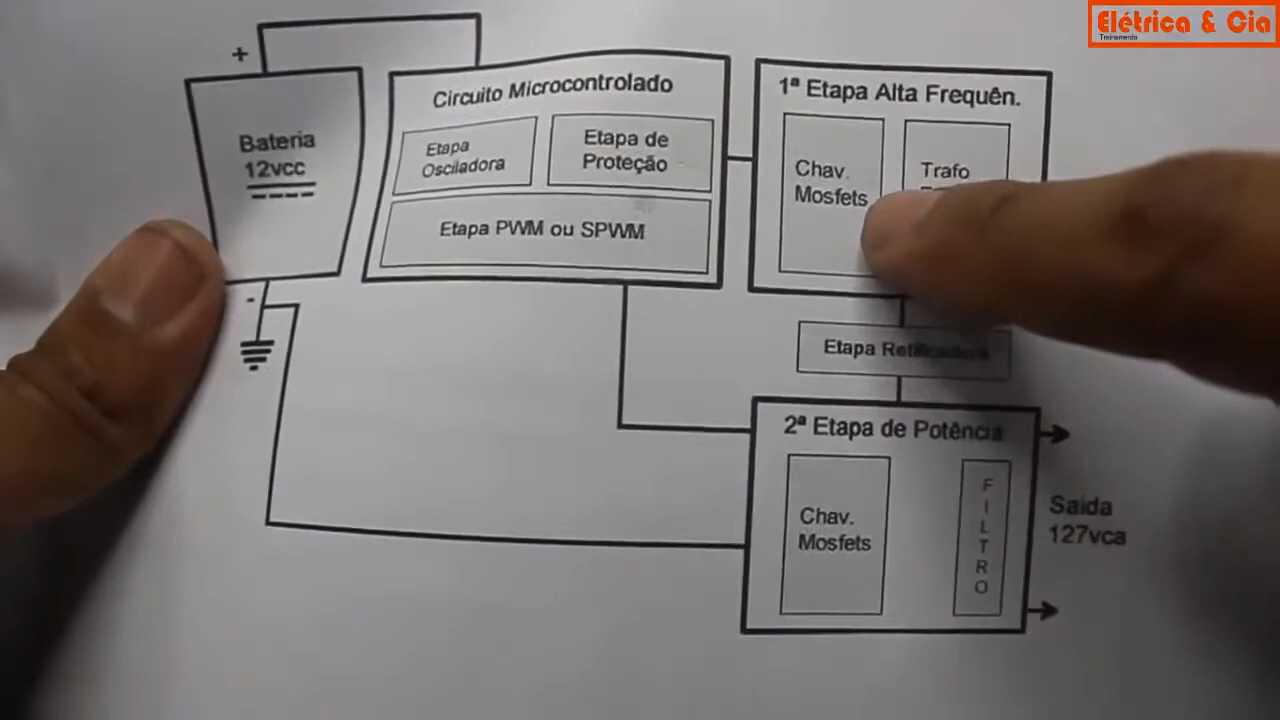 Elétrica & Cia
Treinamento
+
Bateria
12vcc
-
Circuito Microcontrolado
Etapa
Osciladora
Etapa de
Proteção
Etapa PWM ou SPWM
1ª Etapa Alta Frequên.
Chav.
Mosfets
Trafo
Etapa Retificadora
2ª Etapa de Potência
Chav.
Mosfets
F
I
L
T
R
O
Saida
127vca